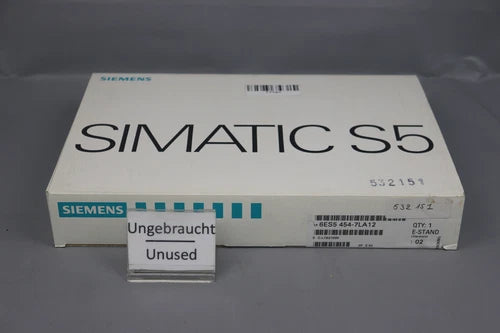 SIEMENS
SIMATIC S5
532151
532 151
SIEMENS
6ES5 454-7LA12
QTY: 1
E-STAND
02
Ungebraucht
Unused